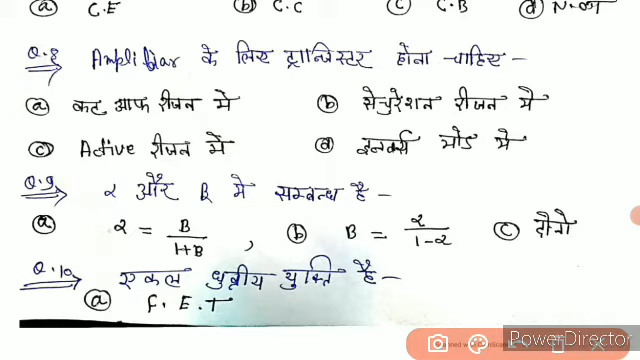 (a) C.E (b) C.C (c) C.B (d)
Q.8 Amplifiar के लिए ट्रान्जिस्टर होना चाहिए -
(a) कट आफ रीजन मे (b) सेचुरेशन रीजन मे
(c) Active रीजन में (d) इनवर्स मोड मे
Q.9 α और β मे सम्बन्ध है -
(a) α = β/1+β , (b) β = α/1-α (c) दोनो
Q.10 एकल ध्रुवीय युक्ति है -
(a) F.E.T
PowerDirector